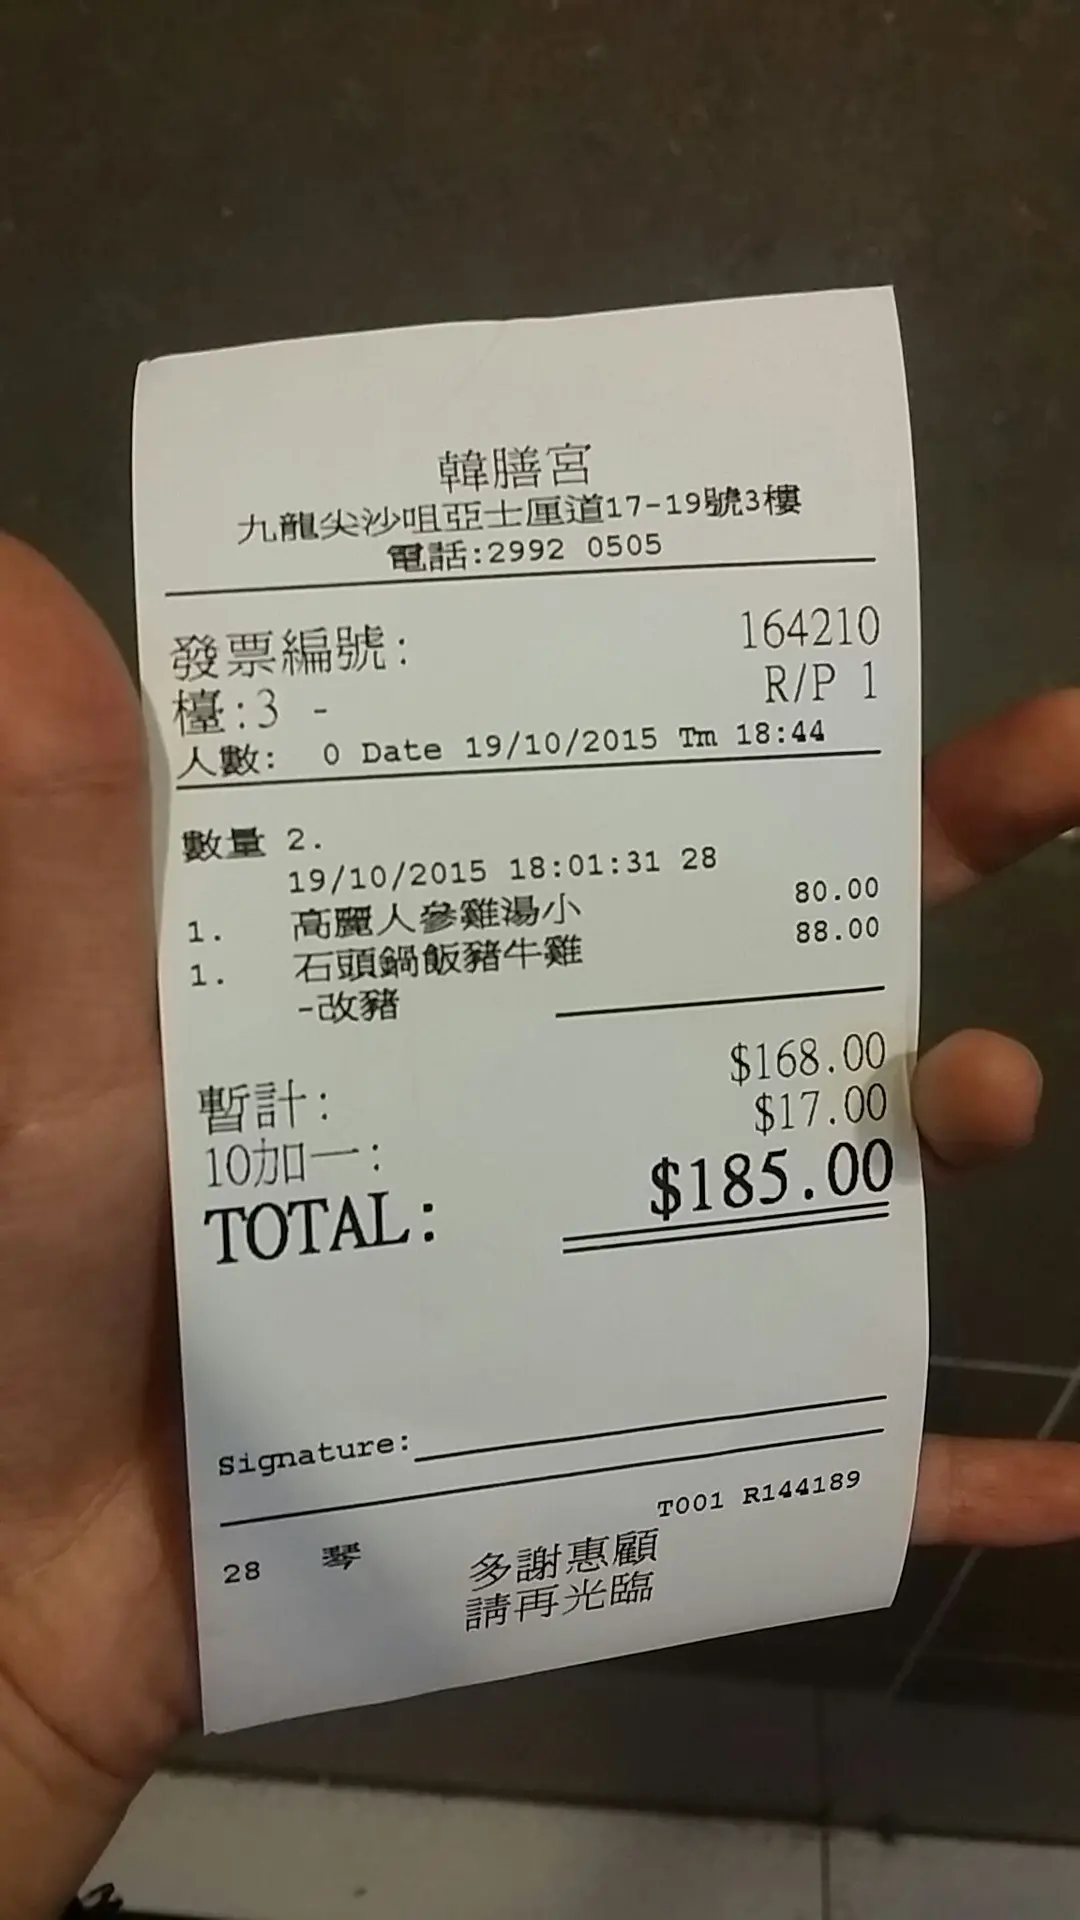 韓膳宮
九龍尖沙咀亞士厘道17-19號3樓
電話:2992 0505
發票編號: 164210
檯:3 - R/P 1
人數: 0 Date 19/10/2015 Tm 18:44
數量 2.
19/10/2015 18:01:31 28
1. 高麗人參雞湯小 80.00
1. 石頭鍋飯豬牛雞 88.00
-改豬
暫計: $168.00
10加一: $17.00
TOTAL: $185.00
Signature:
T001 R144189
28 琴
多謝惠顧
請再光臨